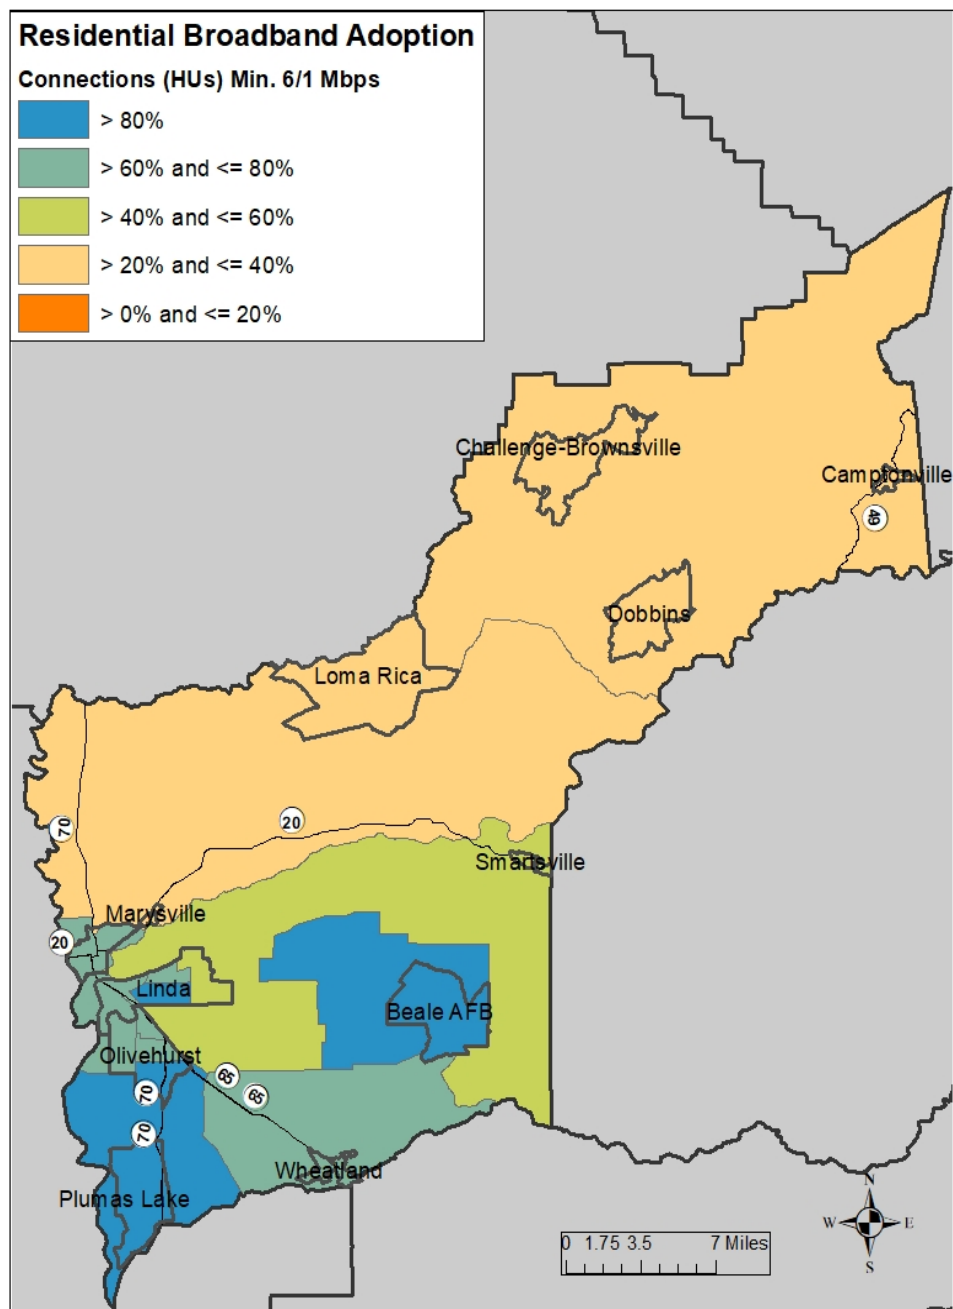 Residential Broadband Adoption
Connections (HUs) Min. 6/1 Mbps
> 80%
> 60% and <= 80%
> 40% and <= 60%
> 20% and <= 40%
> 0% and <= 20%
Challenge-Brownsville
Camptonville
49
Dobbins
Loma Rica
20
70
Smartsville
Marysville
20
Linda
Beale AFB
Olivehurst
65
65
70
70
Wheatland
Plumas Lake
N
W E
S
0 1.75 3.5 7 Miles